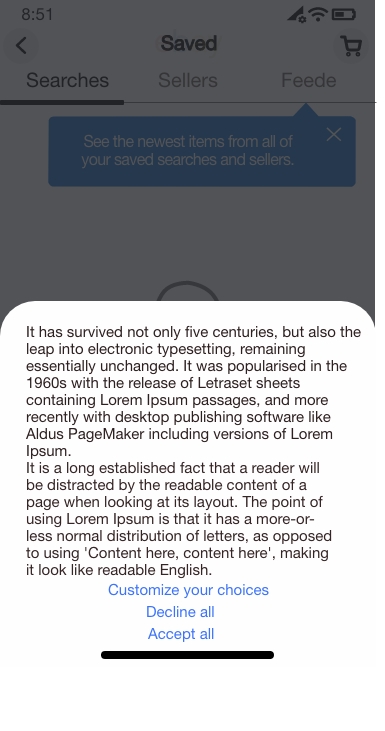 8:51
Saved
Searches
Sellers
Feede
See the newest items from all of
your saved searches and sellers.
It has survived not only five centuries, but also the
leap into electronic typesetting, remaining
essentially unchanged. It was popularised in the
1960s with the release of Letraset sheets
containing Lorem Ipsum passages, and more
recently with desktop publishing software like
Aldus PageMaker including versions of Lorem
Ipsum.
It is a long established fact that a reader will
be distracted by the readable content of a
page when looking at its layout. The point of
using Lorem Ipsum is that it has a more-or-
less normal distribution of letters, as opposed
to using 'Content here, content here', making
it look like readable English.
Customize your choices
Decline all
Accept all